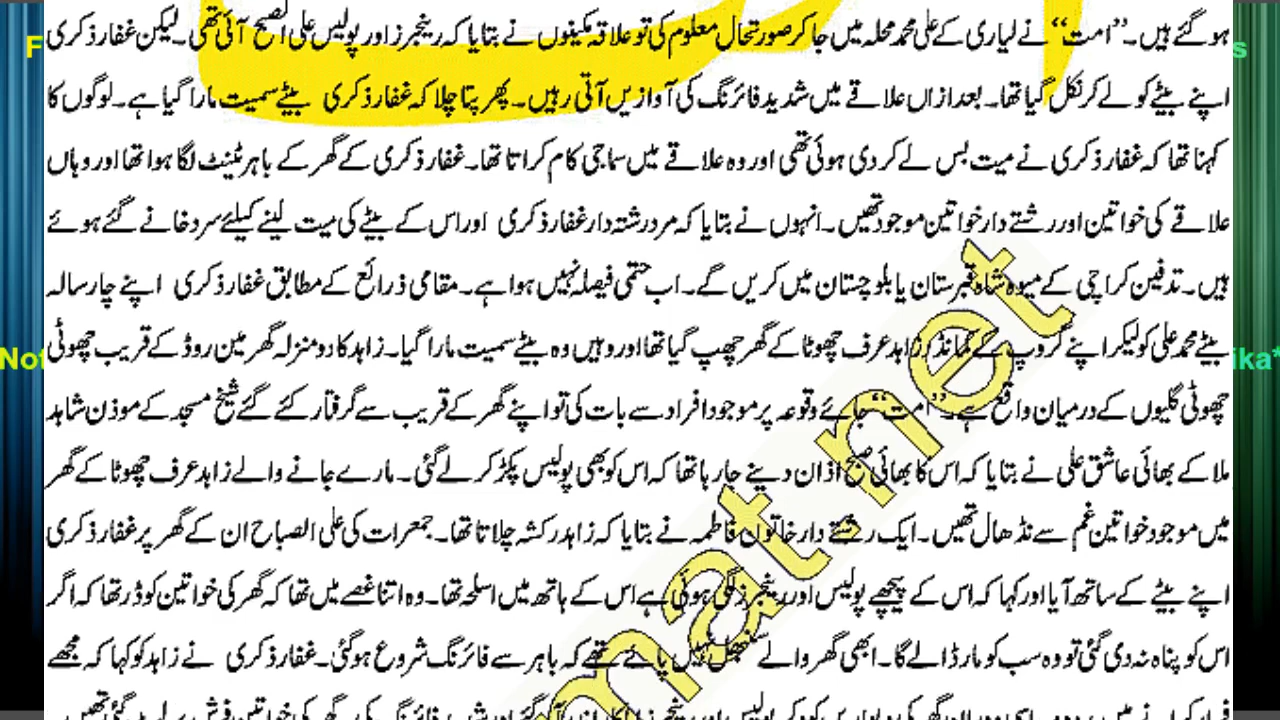 ہوگئے ہیں۔ ’’امت‘‘ نے لیاری کے علی محمد محلہ میں جا کر صورتحال معلوم کی تو علاقہ مکینوں نے بتایا کہ رینجرز اور پولیس علی الصبح آئی تھی۔ لیکن غفار ذکری
اپنے بیٹے کو لے کر نکل گیا تھا۔ بعد ازاں علاقے میں شدید فائرنگ کی آوازیں آتی رہیں۔ پھر پتا چلا کہ غفار ذکری بیٹے سمیت مارا گیا ہے۔ لوگوں کا
کہنا تھا کہ غفار ذکری نے میت بس لے کر دی ہوئی تھی اور وہ علاقے میں سماجی کام کراتا تھا۔ غفار ذکری کے گھر کے باہر ٹینٹ لگا ہوا تھا اور وہاں
علاقے کی خواتین اور رشتے دار خواتین موجود تھیں۔ انہوں نے بتایا کہ مرد رشتہ دار غفار ذکری اور اس کے بیٹے کی میت لینے کیلئے سرد خانے گئے ہوئے
ہیں۔ تدفین کراچی کے میوہ شاہ قبرستان یا بلوچستان میں کریں گے۔ اب حتمی فیصلہ نہیں ہوا ہے۔ مقامی ذرائع کے مطابق غفار ذکری اپنے چار سالہ
بیٹے محمد علی کو لیکر اپنے گروپ کے کمانڈر زاہد عرف چھوٹا کے گھر چھپ گیا تھا اور وہیں وہ بیٹے سمیت مارا گیا۔ زاہد کا دو منزلہ گھر مین روڈ کے قریب چھوٹی
چھوٹی گلیوں کے درمیان واقع ہے۔ ’’امت‘‘ جائے وقوعہ پر موجود افراد سے بات کی تو اپنے گھر کے قریب سے گرفتار کئے گئے شیخ مسجد کے موذن شاہد
ملا کے بھائی عاشق علی نے بتایا کہ اس کا بھائی صبح اذان دینے جا رہا تھا کہ اس کو بھی پولیس پکڑ کر لے گئی۔ مارے جانے والے زاہد عرف چھوٹا کے گھر
میں موجود خواتین غم سے نڈھال تھیں۔ ایک رشتے دار خاتون فاطمہ نے بتایا کہ زاہد رکشہ چلاتا تھا۔ جمعرات کی علی الصباح ان کے گھر پر غفار ذکری
اپنے بیٹے کے ساتھ آیا اور کہا کہ اس کے پیچھے پولیس اور رینجرز لگی ہوئی ہے اس کے ہاتھ میں اسلحہ تھا۔ وہ اتنا غصے میں تھا کہ گھر کی خواتین کو ڈر تھا کہ اگر
اس کو پناہ نہ دی گئی تو وہ سب کو مار ڈالے گا۔ ابھی گھر والے سنبھل نہیں پائے تھے کہ باہر سے فائرنگ شروع ہوگئی۔ غفار ذکری نے زاہد کو کہا کہ مجھے
mat.net